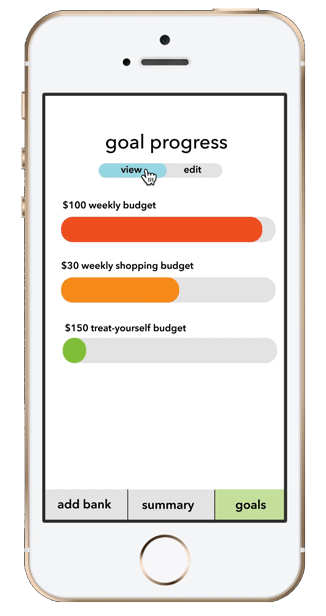 goal progress
view
edit
$100 weekly budget
$30 weekly shopping budget
$150 treat-yourself budget
add bank
summary
goals